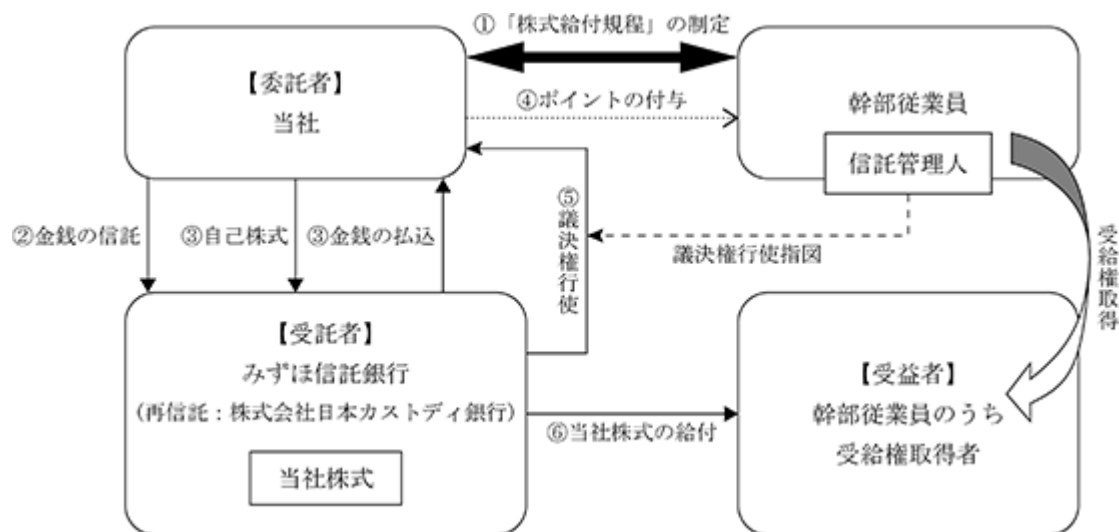 ①「株式給付規程」の制定
【委託者】
当社
④ポイントの付与
幹部従業員
信託管理人
②金銭の信託
③自己株式
③金銭の払込
⑤議決権行使
議決権行使指図
受給権取得
【受託者】
みずほ信託銀行
(再信託：株式会社日本カストディ銀行)
当社株式
⑥当社株式の給付
【受益者】
幹部従業員のうち
受給権取得者